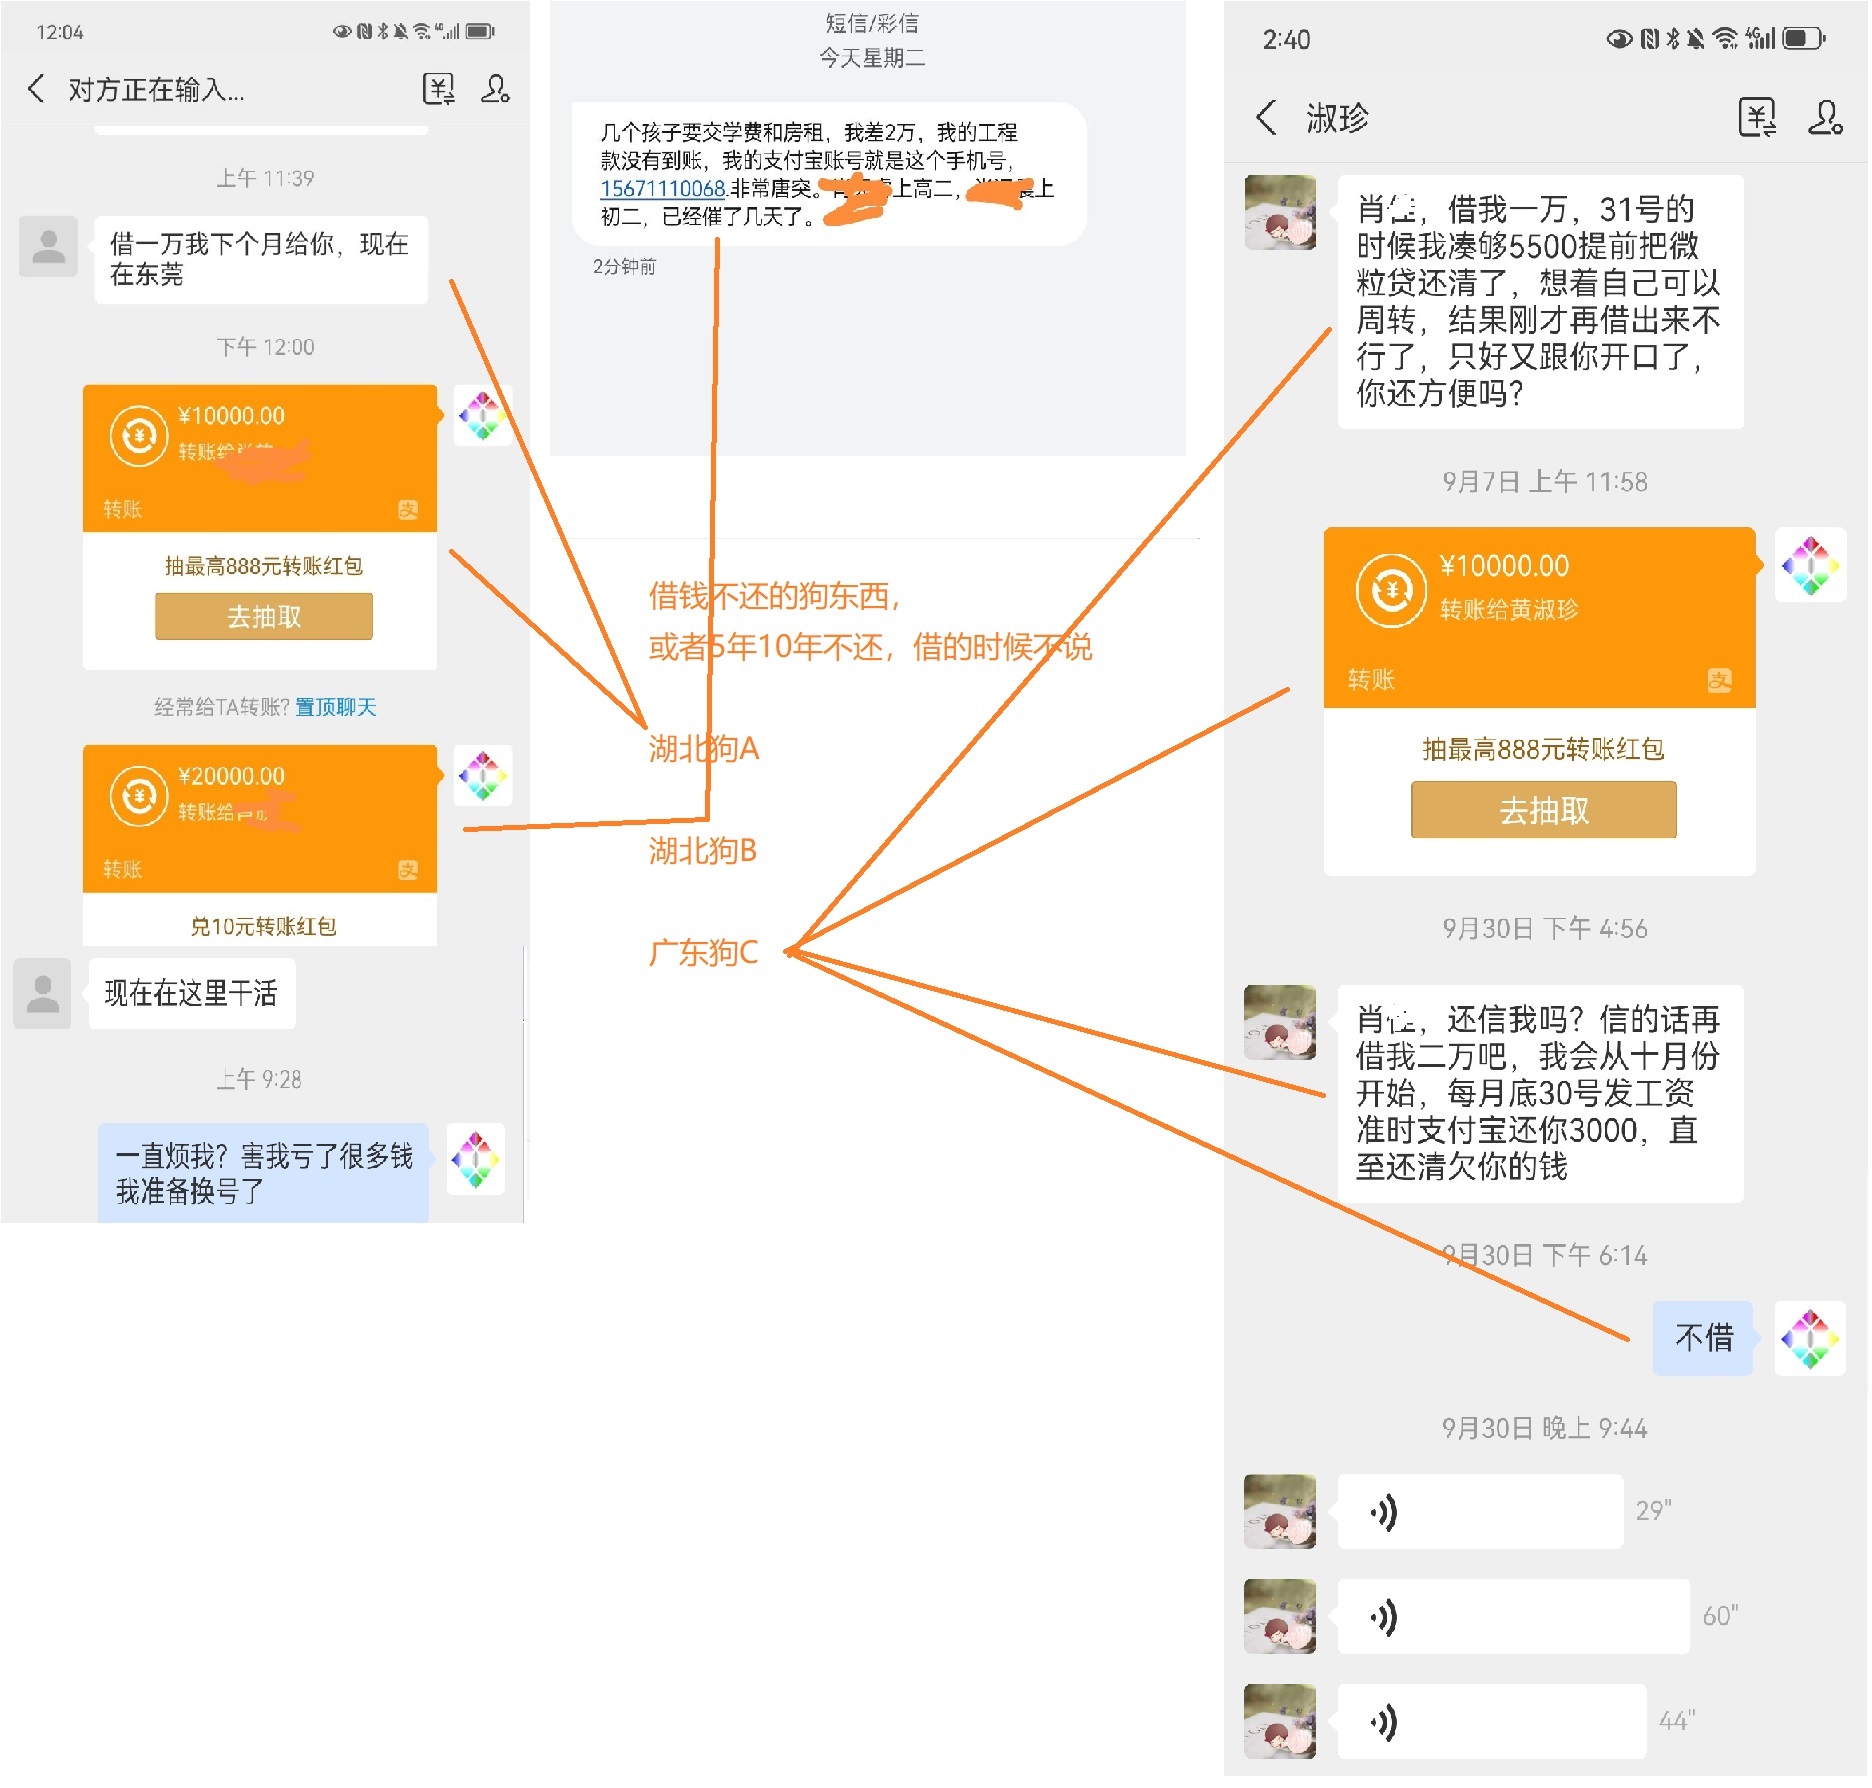 12:04
对方正在输入...
上午 11:39
借一万我下个月给你，现在
在东莞
下午 12:00
¥10000.00
转账给肖
转账
抽最高888元转账红包
去抽取
经常给TA转账? 置顶聊天
¥20000.00
转账给
转账
兑10元转账红包
现在在这里干活
上午 9:28
一直烦我？害我亏了很多钱
我准备换号了
短信/彩信
今天星期二
几个孩子要交学费和房租，我差2万，我的工程
款没有到账，我的支付宝账号就是这个手机号，
15671110068.非常唐突。上高二，上
初二，已经催了几天了。
2分钟前
借钱不还的狗东西，
或者5年10年不还，借的时候不说
湖北狗A
湖北狗B
广东狗C
2:40
淑珍
肖，借我一万，31号的
时候我凑够5500提前把微
粒贷还清了，想着自己可以
周转，结果刚才再借出来不
行了，只好又跟你开口了，
你还方便吗？
9月7日 上午 11:58
¥10000.00
转账给黄淑珍
转账
抽最高888元转账红包
去抽取
9月30日 下午 4:56
肖，还信我吗？信的话再
借我二万吧，我会从十月份
开始，每月底30号发工资
准时支付宝还你3000，直
至还清欠你的钱
9月30日 下午 6:14
不借
9月30日 晚上 9:44
29"
60"
44"